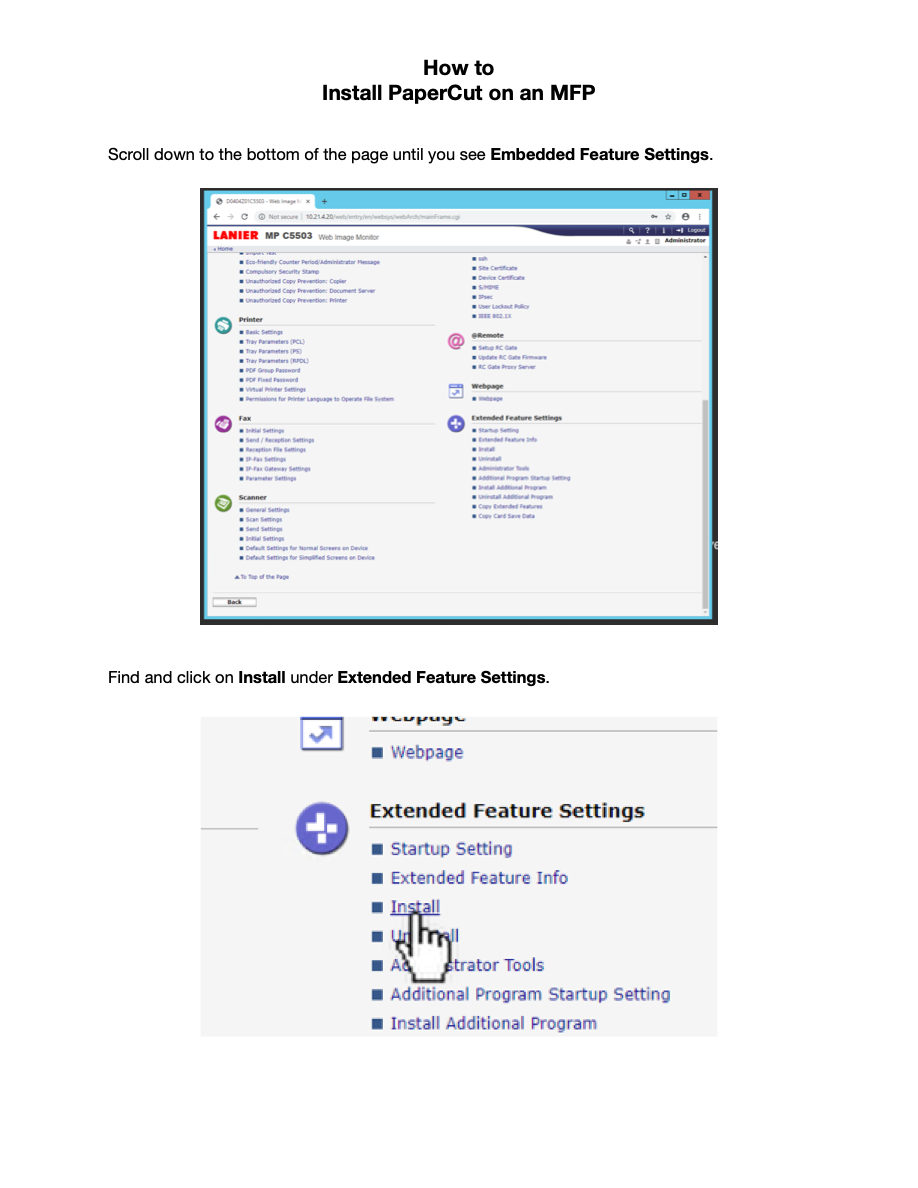 How to
Install PaperCut on an MFP
Scroll down to the bottom of the page until you see Embedded Feature Settings.
D0404Z01C5503 - Web Image
Not secure | 10.21.4.20/web/entry/en/websys/webArch/mainFrame.cgi
LANIER MP C5503 Web Image Monitor
Logout
Administrator
Home
Eco-friendly Counter Period/Administrator Message
Compulsory Security Stamp
Unauthorized Copy Prevention: Copier
Unauthorized Copy Prevention: Document Server
Unauthorized Copy Prevention: Printer
Printer
Basic Settings
Tray Parameters (PCL)
Tray Parameters (PS)
Tray Parameters (RPDL)
PDF Group Password
PDF Fixed Password
Virtual Printer Settings
Permissions for Printer Language to Operate File System
Fax
Initial Settings
Send / Reception Settings
Reception File Settings
IP-Fax Settings
IP-Fax Gateway Settings
Parameter Settings
Scanner
General Settings
Scan Settings
Send Settings
Initial Settings
Default Settings for Normal Screens on Device
Default Settings for Simplified Screens on Device
To Top of the Page
Back
ssh
Site Certificate
Device Certificate
S/MIME
IPsec
User Lockout Policy
IEEE 802.1X
@Remote
Setup RC Gate
Update RC Gate Firmware
RC Gate Proxy Server
Webpage
Webpage
Extended Feature Settings
Startup Setting
Extended Feature Info
Install
Uninstall
Administrator Tools
Additional Program Startup Setting
Install Additional Program
Uninstall Additional Program
Copy Extended Features
Copy Card Save Data
Find and click on Install under Extended Feature Settings.
Webpage
Webpage
Extended Feature Settings
Startup Setting
Extended Feature Info
Install
Un ll
Ad strator Tools
Additional Program Startup Setting
Install Additional Program